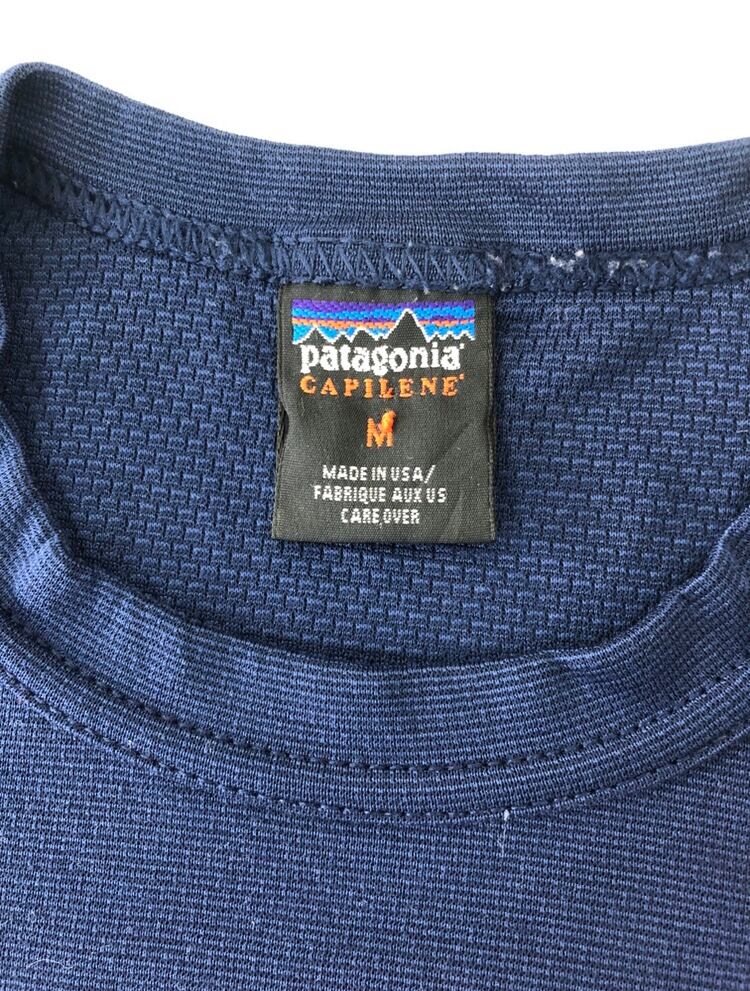 patagonia®
CAPILENE®
M
MADE IN USA/
FABRIQUE AUX US
CARE OVER